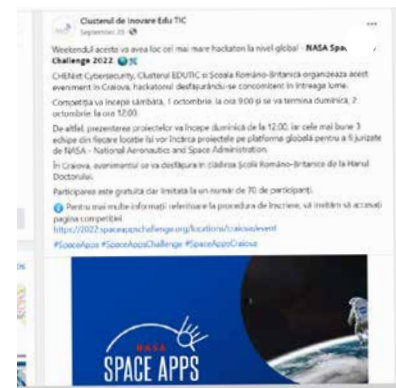 Clusterul de Inovare Edu TIC
September 28
Weekendul acesta va avea loc cel mai mare hackaton la nivel global - NASA Spac
Challenge 2022.
CHENist Cybersecurity, Clusterul EDUTIC si Școala Româno-Britanică organizeaza acest
eveniment în Craiova, hackatonul desfășurându-se concomitent în întreaga lume.
Competiția va începe sâmbătă, 1 octombrie, la ora 9:00 și se va termina duminică, 2
octombrie, la ora 12:00.
De altfel, prezentarea proiectelor va începe duminică de la 12:00, iar cele mai bune 3
echipe din fiecare locatie își vor încărca proiectele pe platforma globală pentru a fi jurizate
de NASA - National Aeronautics and Space Administration.
În Craiova, evenimentul se va desfășura în clădirea Școlii Româno-Britanice de la Hanul
Doctorului.
Participarea este gratuită dar limitată la un număr de 70 de participanți.
Pentru mai multe informații referitoare la procedura de înscriere, vă invităm să accesați
pagina competiției
https://2022.spaceappschallenge.org/locations/craiova/event
#SpaceApps #SpaceAppsChallenge #SpaceAppsCraiova
NASA
SPACE APPS